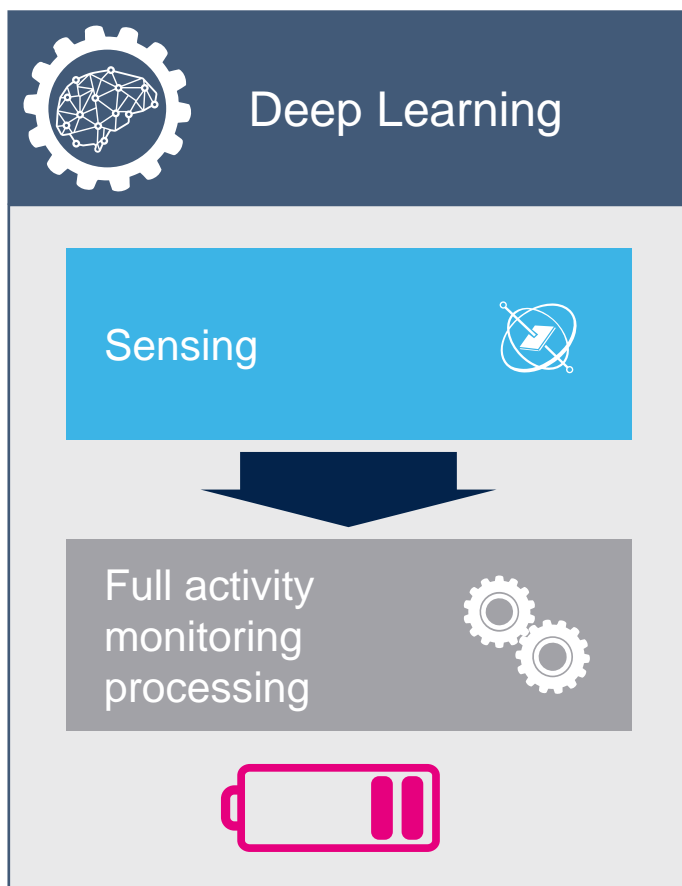 Deep Learning
Sensing
Full activity
monitoring
processing